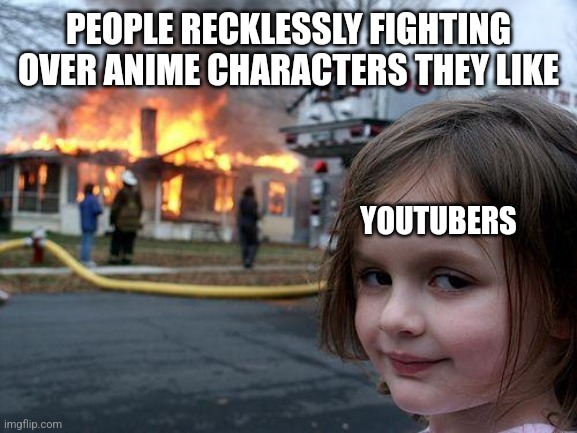 PEOPLE RECKLESSLY FIGHTING
OVER ANIME CHARACTERS THEY LIKE
YOUTUBERS
imgflip.com